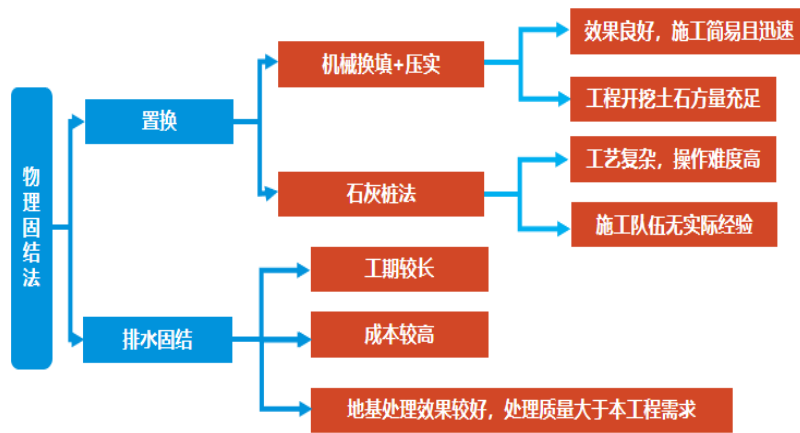 物理固结法
置换
机械换填+压实
效果良好，施工简易且迅速
工程开挖土石方量充足
石灰桩法
工艺复杂，操作难度高
施工队伍无实际经验
排水固结
工期较长
成本较高
地基处理效果较好，处理质量大于本工程需求